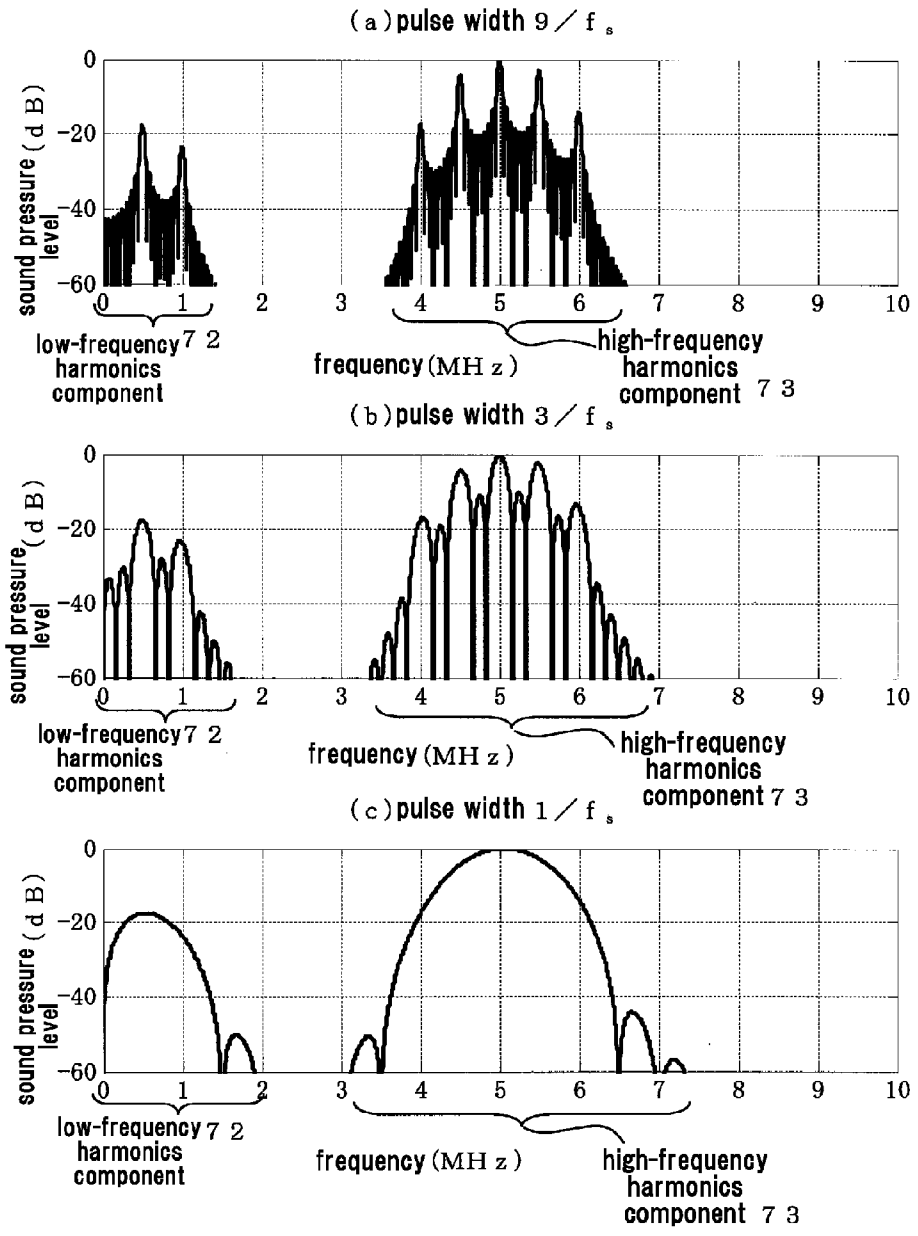 (a) pulse width 9／f s
sound pressure level (dB)
0
−20
−40
−60
0 1 2 3 4 5 6 7 8 9 10
low-frequency 72
harmonics
component
frequency (MHz)
high-frequency
harmonics
component 73
(b) pulse width 3／f s
sound pressure level (dB)
0
−20
−40
−60
0 1 2 3 4 5 6 7 8 9 10
low-frequency 72
harmonics
component
frequency (MHz)
high-frequency
harmonics
component 73
(c) pulse width 1／f s
sound pressure level (dB)
0
−20
−40
−60
0 1 2 3 4 5 6 7 8 9 10
low-frequency 72
harmonics
component
frequency (MHz)
high-frequency
harmonics
component 73